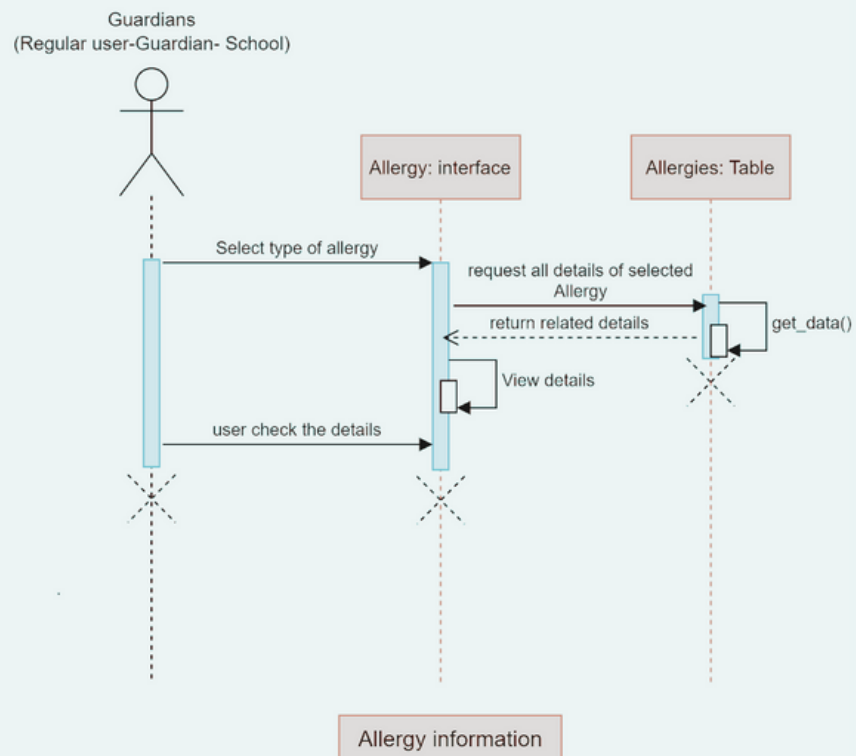 Guardians
(Regular user-Guardian- School)
Allergy: interface
Allergies: Table
Select type of allergy
request all details of selected
Allergy
get_data()
return related details
View details
user check the details
Allergy information